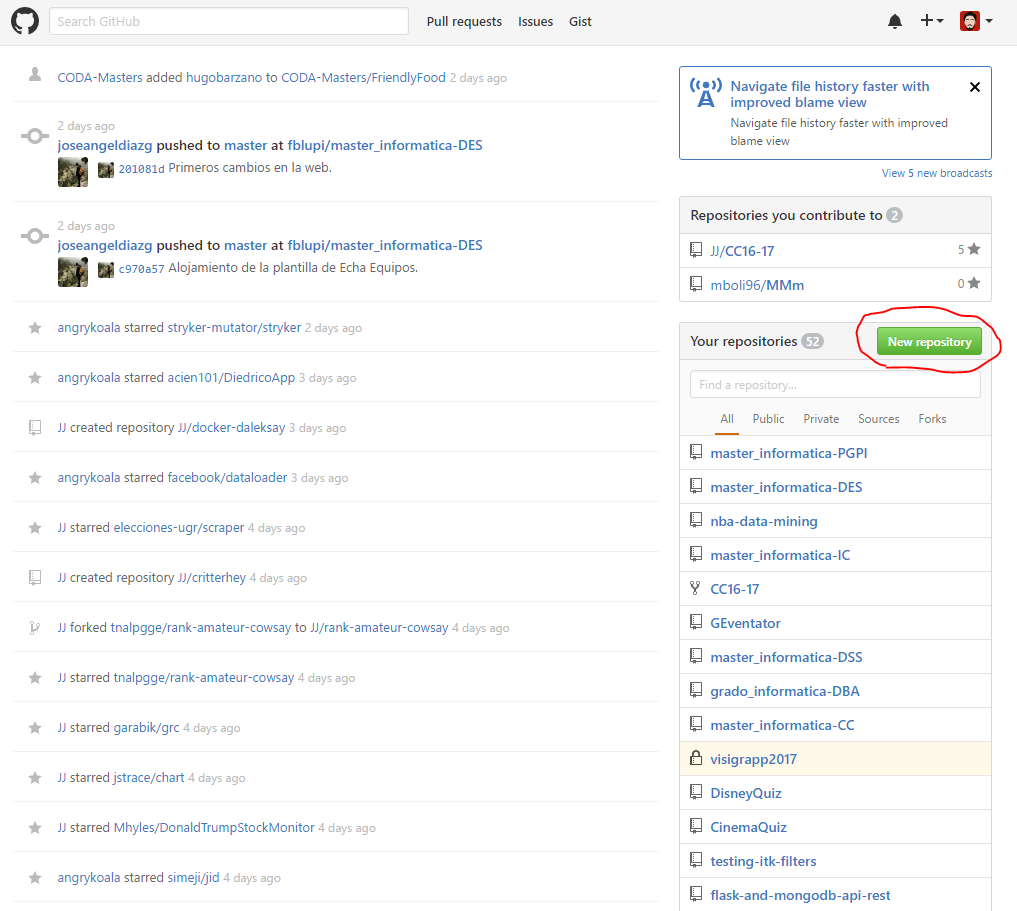 Search GitHub
Pull requests Issues Gist
CODA-Masters added hugobarzano to CODA-Masters/FriendlyFood 2 days ago
2 days ago
joseangeldiazg pushed to master at fblupi/master_informatica-DES
201081d Primeros cambios en la web.
2 days ago
joseangeldiazg pushed to master at fblupi/master_informatica-DES
c970a57 Alojamiento de la plantilla de Echa Equipos.
angrykoala starred stryker-mutator/stryker 2 days ago
angrykoala starred acien101/DiedricoApp 3 days ago
JJ created repository JJ/docker-daleksay 3 days ago
angrykoala starred facebook/dataloader 3 days ago
JJ starred elecciones-ugr/scraper 4 days ago
JJ created repository JJ/critterhey 4 days ago
JJ forked tnalpgge/rank-amateur-cowsay to JJ/rank-amateur-cowsay 4 days ago
JJ starred tnalpgge/rank-amateur-cowsay 4 days ago
JJ starred garabik/grc 4 days ago
JJ starred jstrace/chart 4 days ago
JJ starred Mhyles/DonaldTrumpStockMonitor 4 days ago
angrykoala starred simeji/jid 4 days ago
Navigate file history faster with
improved blame view
Navigate file history faster with improved
blame view
View 5 new broadcasts
Repositories you contribute to 2
JJ/CC16-17 5
mboli96/MMm 0
Your repositories 52 New repository
Find a repository...
All Public Private Sources Forks
master_informatica-PGPI
master_informatica-DES
nba-data-mining
master_informatica-IC
CC16-17
GEventator
master_informatica-DSS
grado_informatica-DBA
master_informatica-CC
visigrapp2017
DisneyQuiz
CinemaQuiz
testing-itk-filters
flask-and-mongodb-api-rest